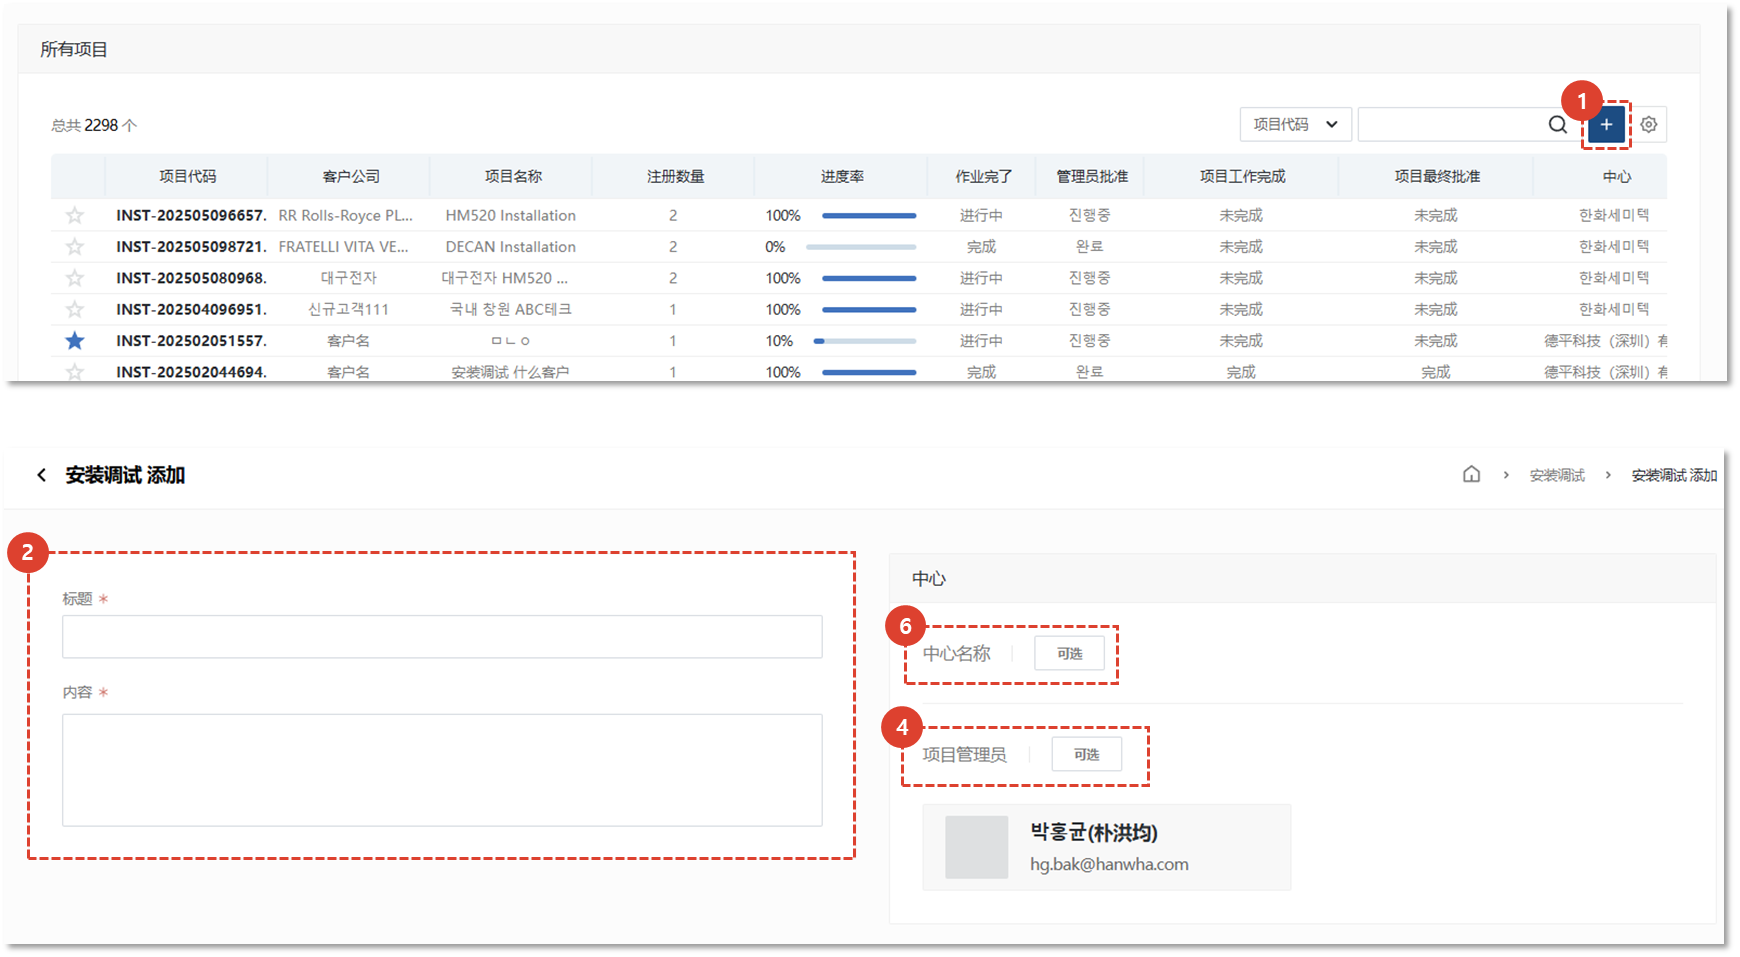 所有项目
总共 2298 个
项目代码
1
+
项目代码 客户公司 项目名称 注册数量 进度率 作业完了 管理员批准 项目工作完成 项目最终批准 中心
INST-202505096657. RR Rolls-Royce PL... HM520 Installation 2 100% 进行中 진행중 未完成 未完成 한화세미텍
INST-202505098721. FRATELLI VITA VE... DECAN Installation 2 0% 完成 완료 未完成 未完成 한화세미텍
INST-202505080968. 대구전자 대구전자 HM520 ... 2 100% 进行中 진행중 未完成 未完成 한화세미텍
INST-202504096951. 신규고객111 국내 창원 ABC테크 1 100% 进行中 진행중 未完成 未完成 한화세미텍
INST-202502051557. 客户名 ㅁㄴㅇ 1 10% 进行中 진행중 未完成 未完成 德平科技（深圳）有
INST-202502044694. 客户名 安装调试 什么客户 1 100% 完成 완료 完成 完成 德平科技（深圳）有
安装调试 添加
安装调试 > 安装调试 添加
2
标题 *
内容 *
中心
6
中心名称 可选
4
项目管理员 可选
박홍균(朴洪均)
hg.bak@hanwha.com